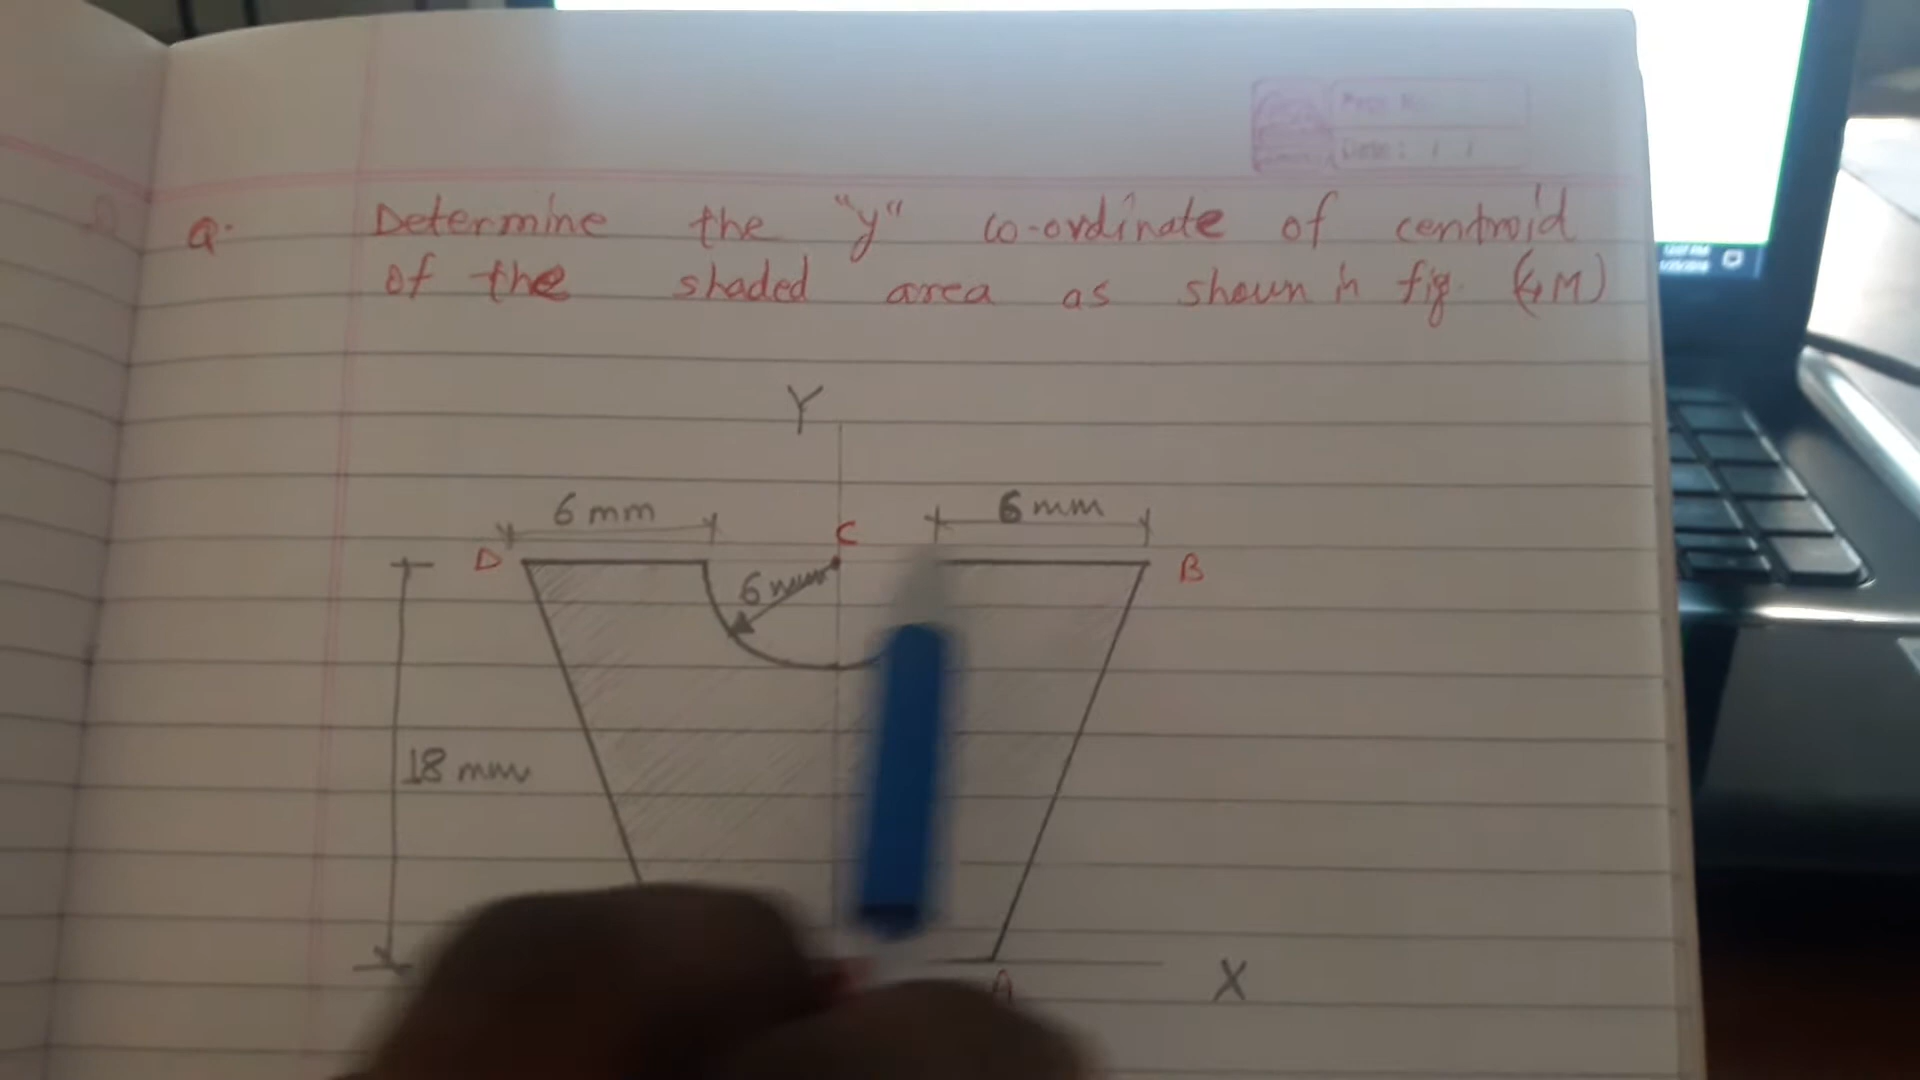 Q. Determine the "y" co-ordinate of centroid
of the shaded area as shown in fig. (4M)
Y
6 mm
6 mm
C
D
B
6 mm
18 mm
X
A
Date: / /